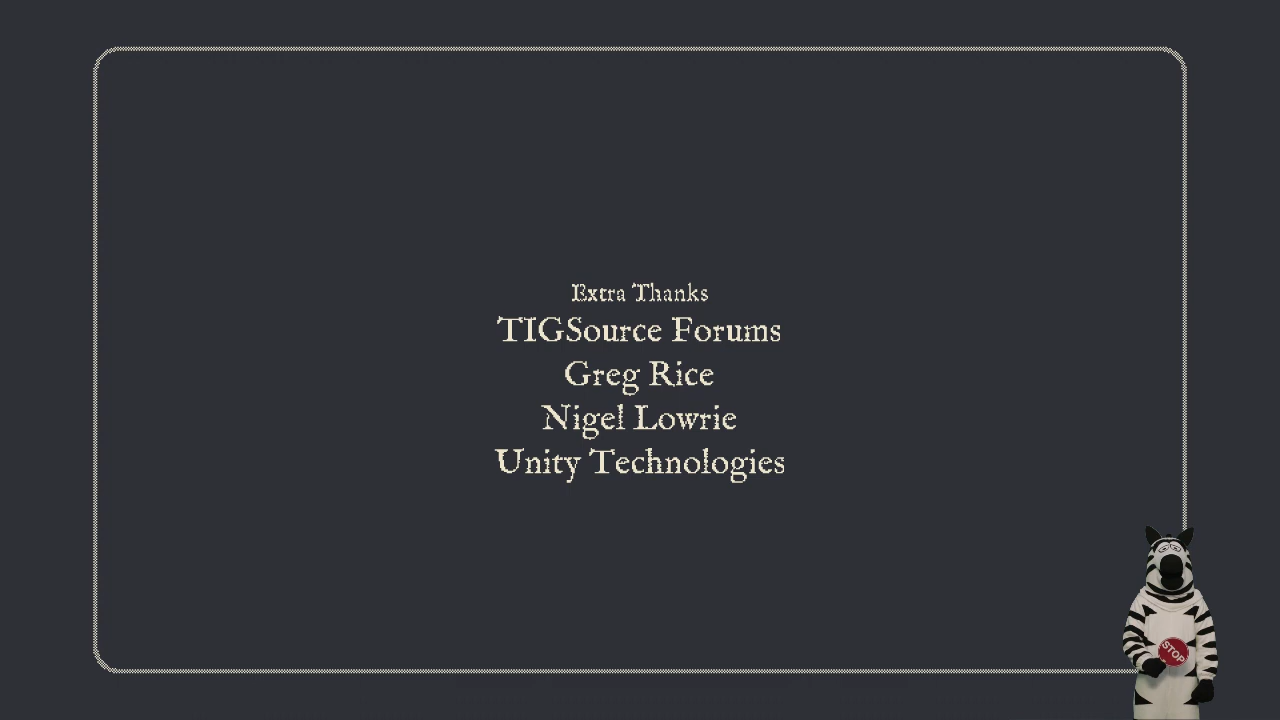 Extra Thanks
TIGSource Forums
Greg Rice
Nigel Lowrie
Unity Technologies
STOP